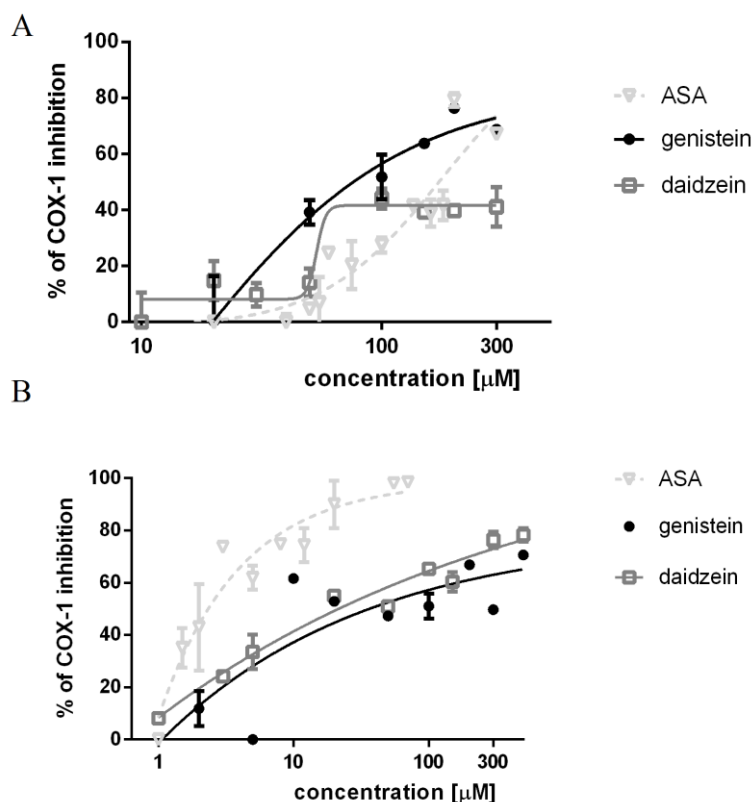 A
% of COX-1 inhibition
100
80
60
40
20
0
10
100
300
concentration [µM]
ASA
genistein
daidzein
B
% of COX-1 inhibition
100
80
60
40
20
0
1
10
100
300
concentration [µM]
ASA
genistein
daidzein